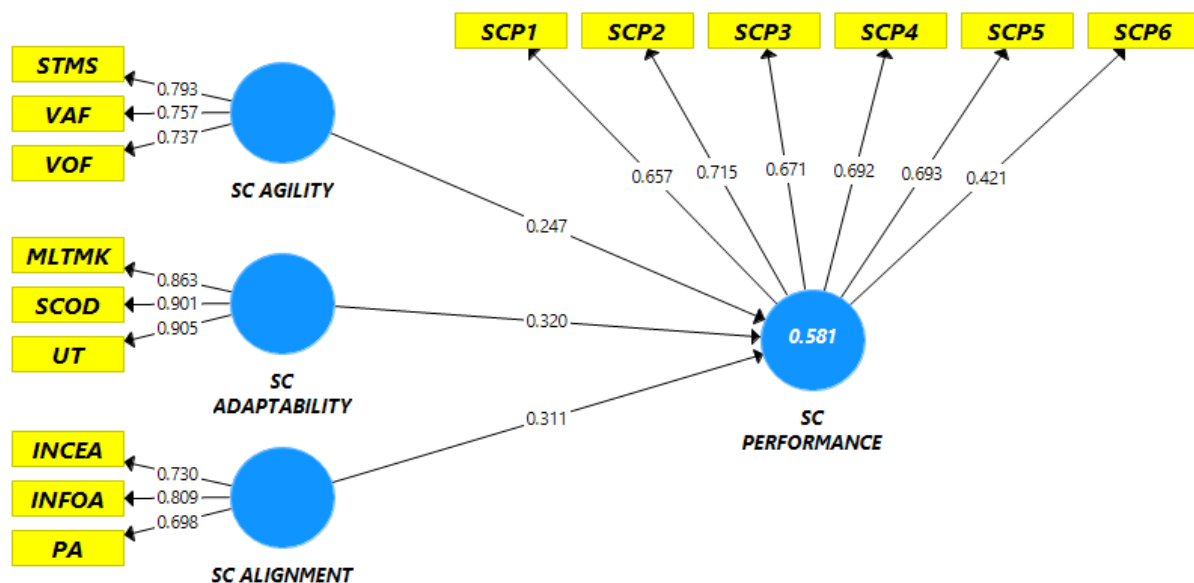 SCP1 SCP2 SCP3 SCP4 SCP5 SCP6
STMS
VAF
VOF
0.793
0.757
0.737
SC AGILITY
0.657
0.715
0.671
0.692
0.693
0.421
0.247
MLTMK
SCOD
UT
0.863
0.901
0.905
SC
ADAPTABILITY
0.320
0.581
SC
PERFORMANCE
0.311
INCEA
INFOA
PA
0.730
0.809
0.698
SC ALIGNMENT